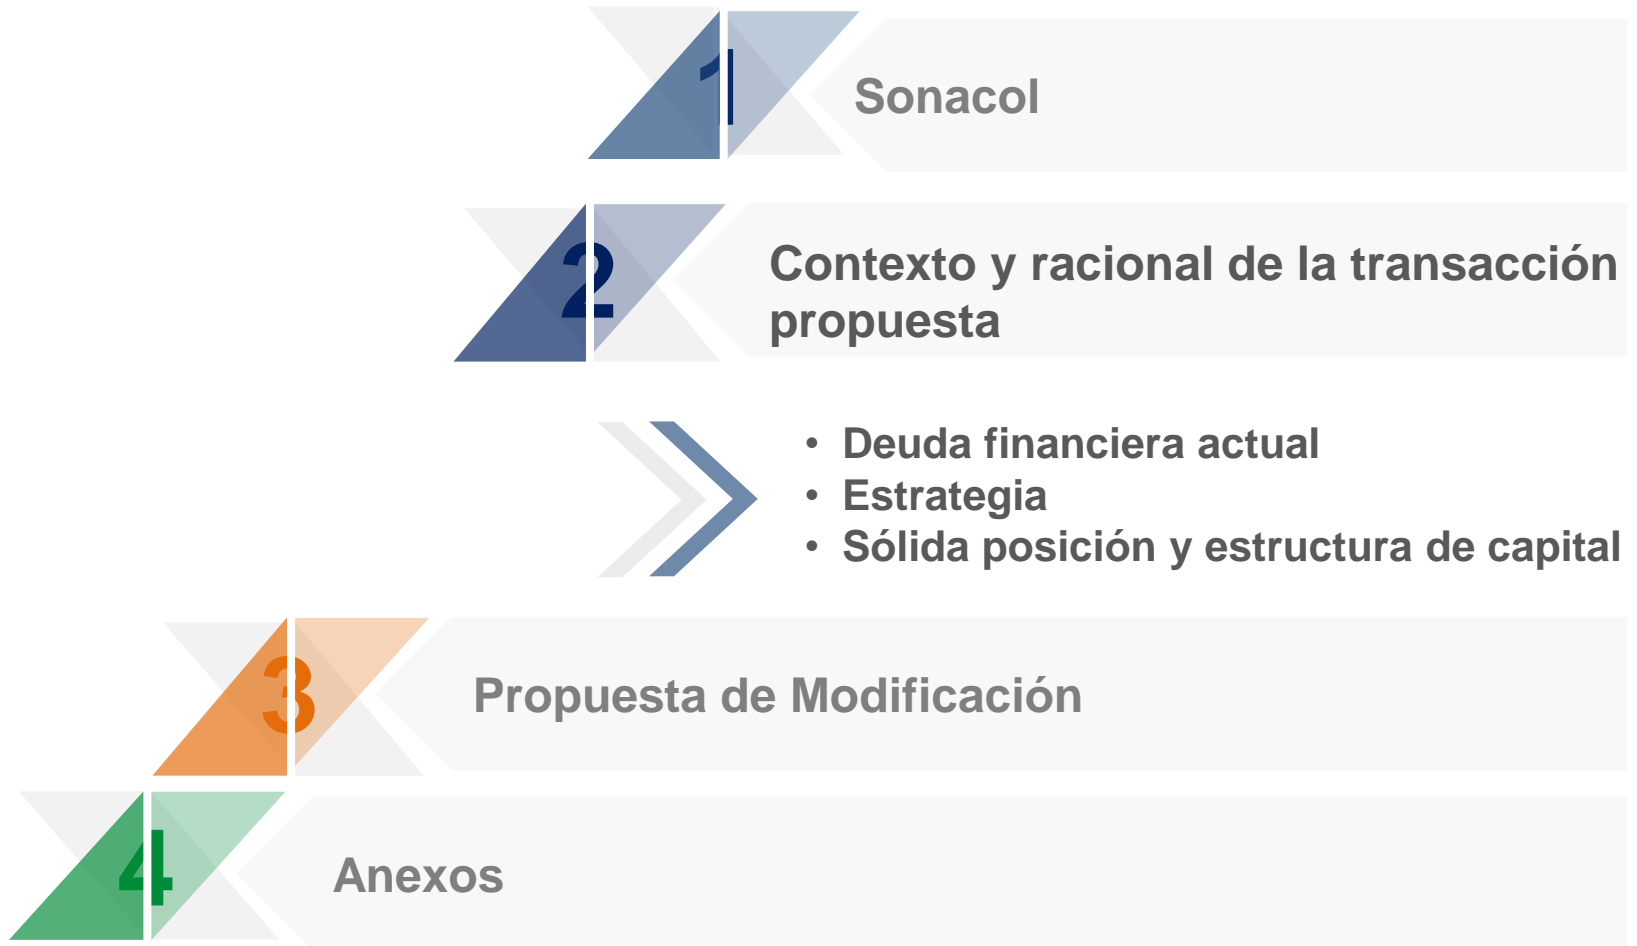 1
Sonacol
2
Contexto y racional de la transacción
propuesta
• Deuda financiera actual
• Estrategia
• Sólida posición y estructura de capital
3
Propuesta de Modificación
4
Anexos